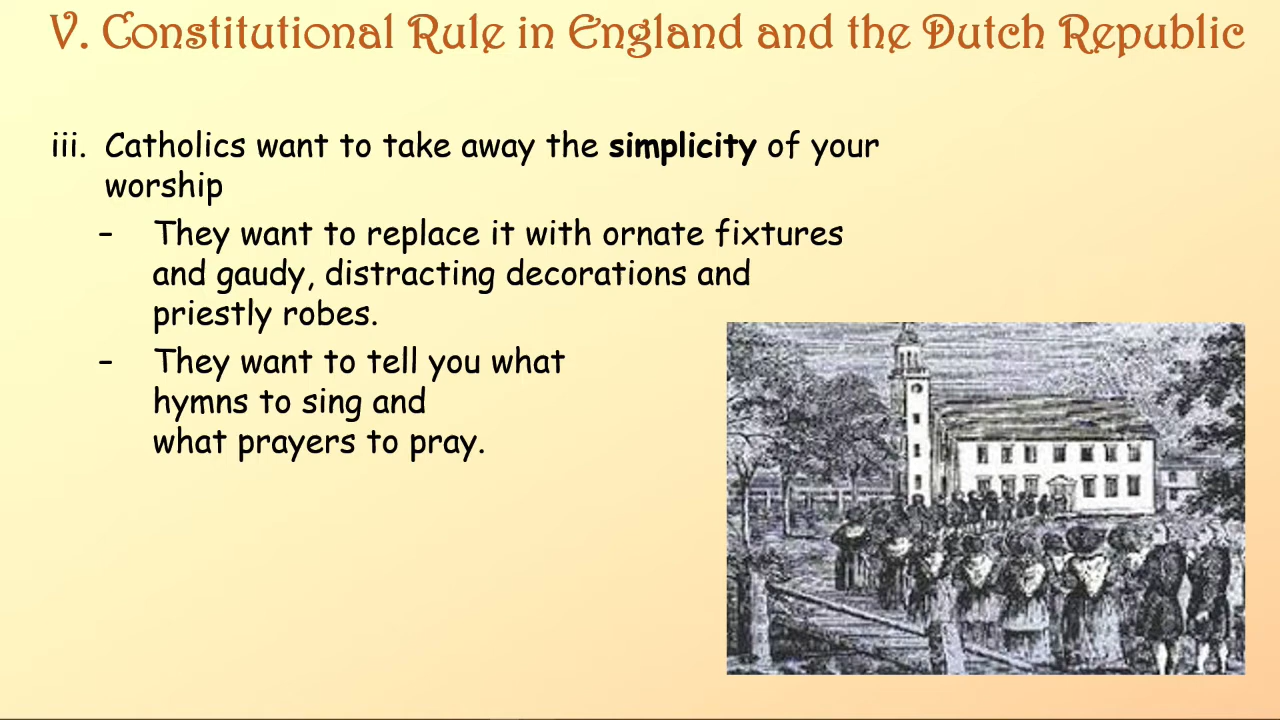 V. Constitutional Rule in England and the Dutch Republic
iii. Catholics want to take away the simplicity of your
worship
– They want to replace it with ornate fixtures
and gaudy, distracting decorations and
priestly robes.
– They want to tell you what
hymns to sing and
what prayers to pray.